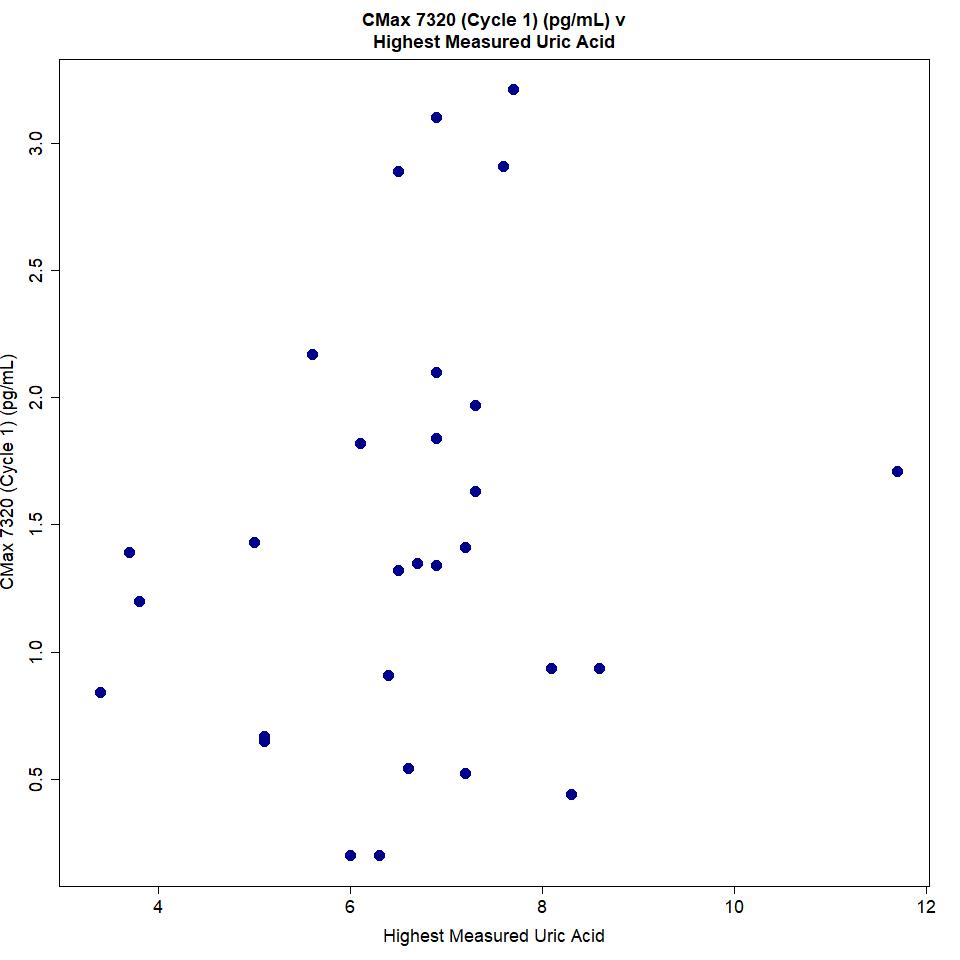 CMax 7320 (Cycle 1) (pg/mL) v
Highest Measured Uric Acid
3.0
2.5
2.0
1.5
1.0
0.5
CMax 7320 (Cycle 1) (pg/mL)
4 6 8 10 12
Highest Measured Uric Acid